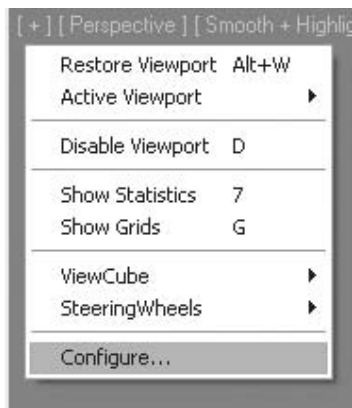 [ + ] [ Perspective ] [ Smooth + Highlig
Restore Viewport Alt+W
Active Viewport
Disable Viewport D
Show Statistics 7
Show Grids G
ViewCube
SteeringWheels
Configure...